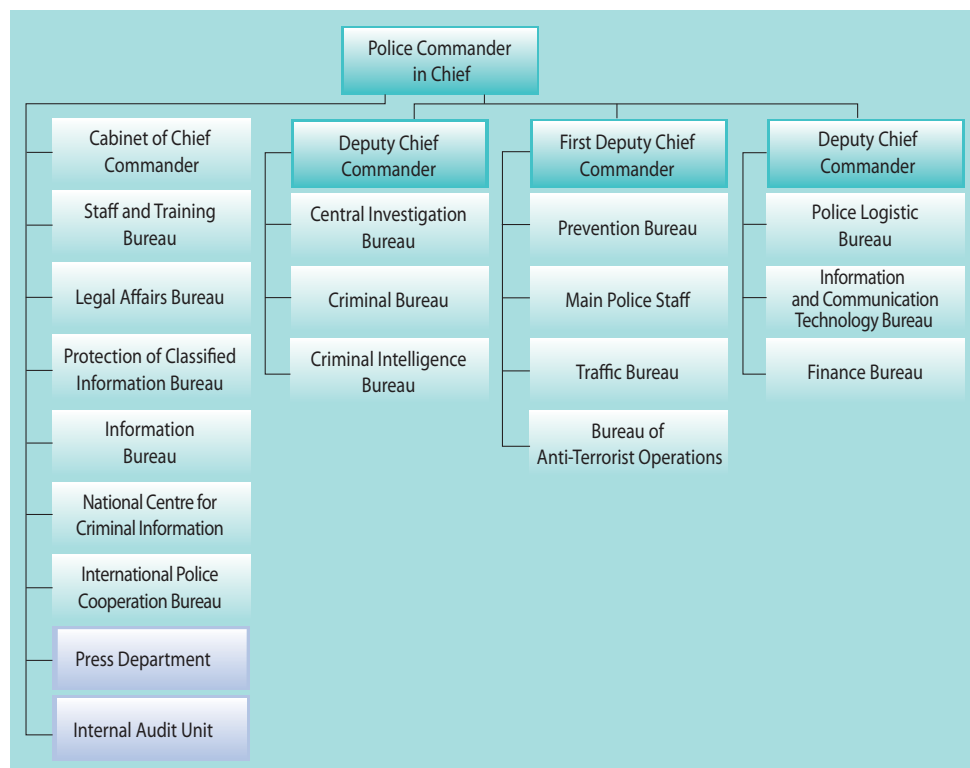 Police Commander
in Chief
Cabinet of Chief
Commander
Staff and Training
Bureau
Legal Affairs Bureau
Protection of Classified
Information Bureau
Information
Bureau
National Centre for
Criminal Information
International Police
Cooperation Bureau
Press Department
Internal Audit Unit
Deputy Chief
Commander
Central Investigation
Bureau
Criminal Bureau
Criminal Intelligence
Bureau
First Deputy Chief
Commander
Prevention Bureau
Main Police Staff
Traffic Bureau
Bureau of
Anti-Terrorist Operations
Deputy Chief
Commander
Police Logistic
Bureau
Information
and Communication
Technology Bureau
Finance Bureau